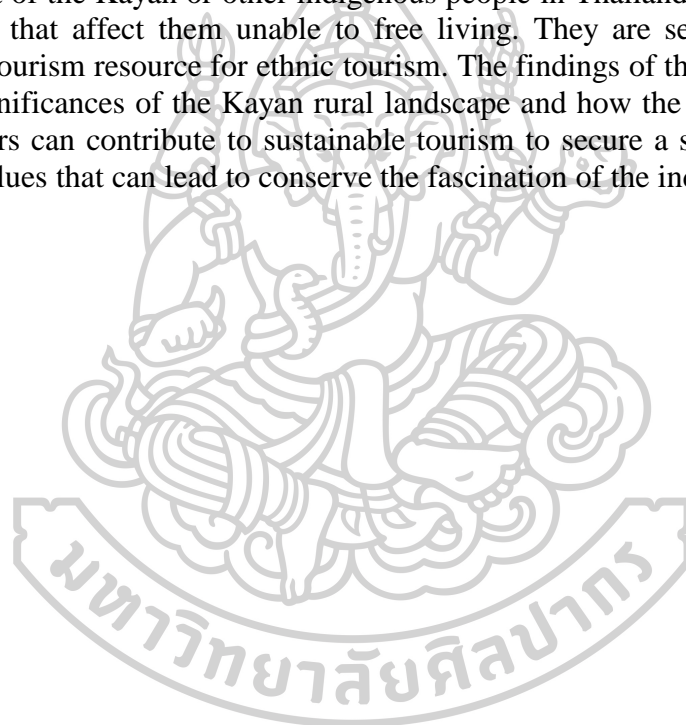 t of the Kayan or other indigenous people in Thailand
that affect them unable to free living. They are se
ourism resource for ethnic tourism. The findings of th
nificances of the Kayan rural landscape and how the
rs can contribute to sustainable tourism to secure a s
lues that can lead to conserve the fascination of the in
มหาวิทยาลัยศิลปากร